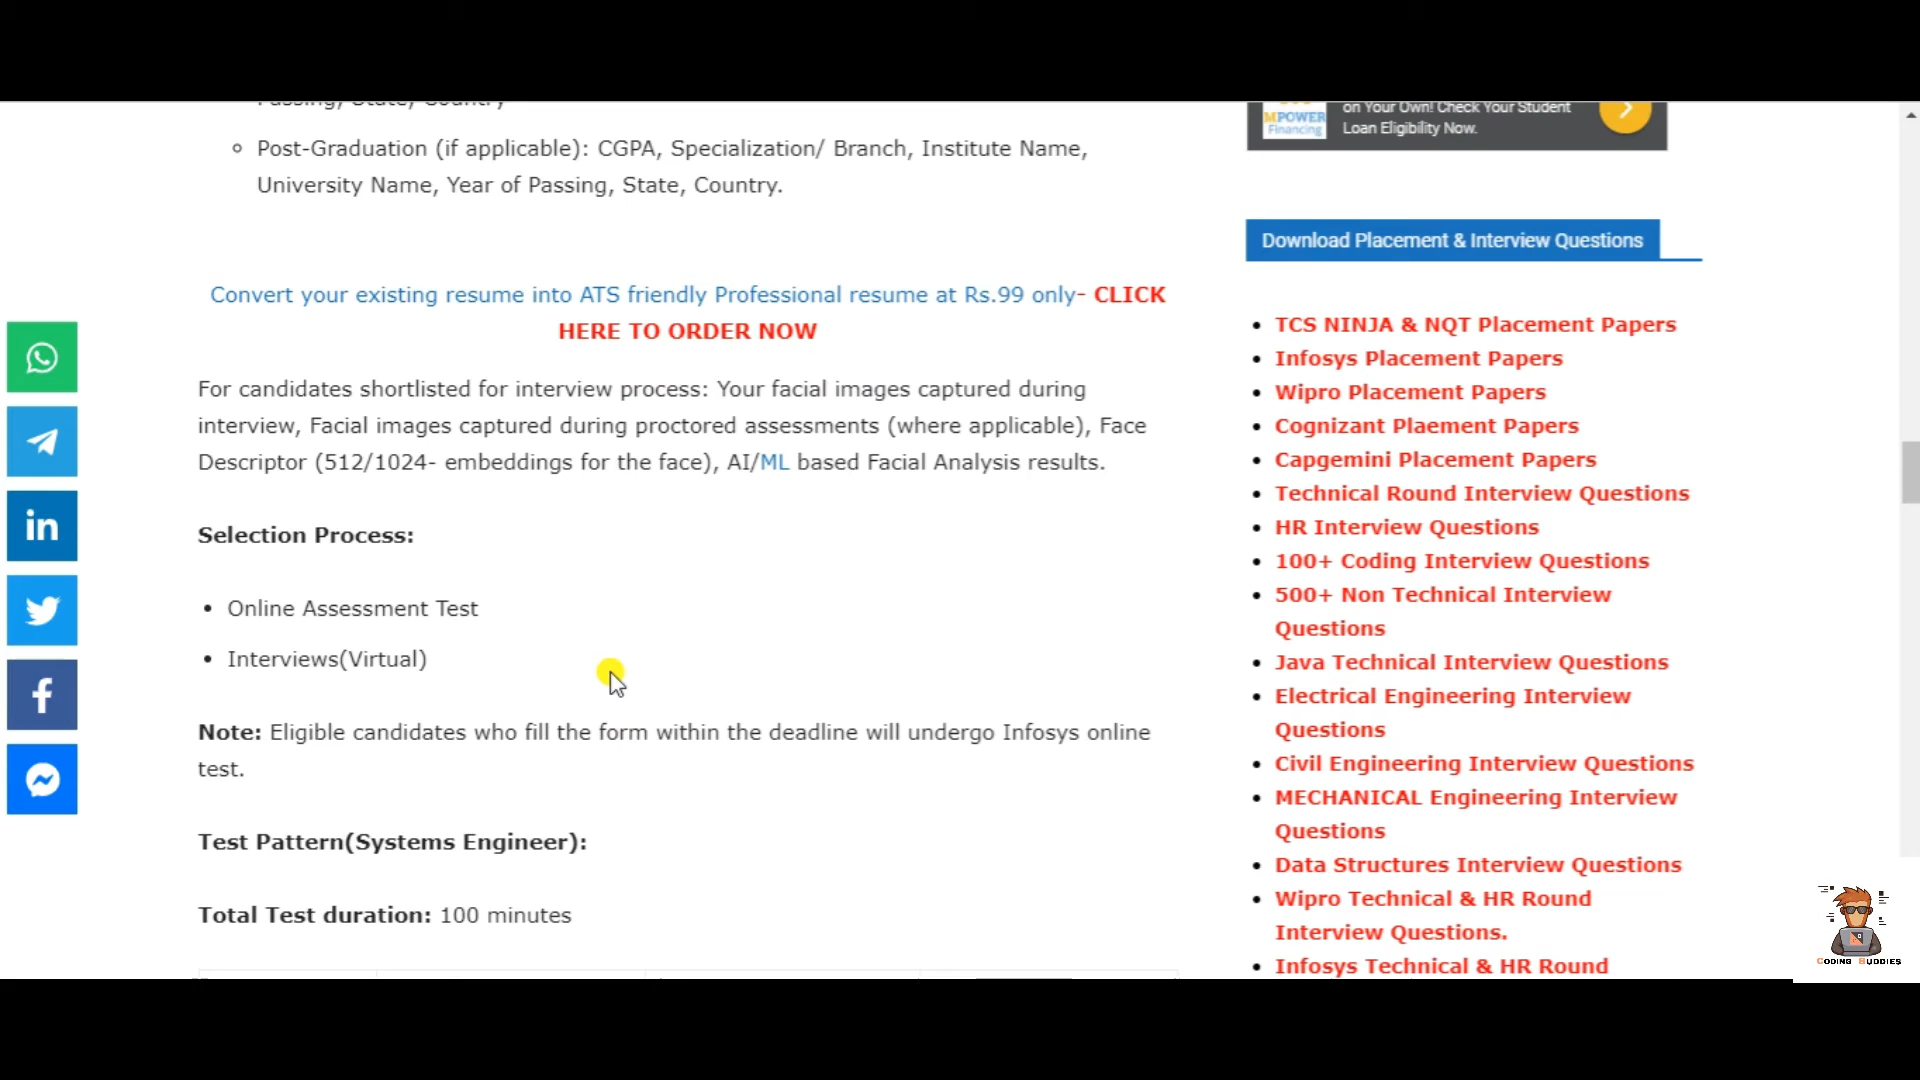 Passing, State, Country
Post-Graduation (if applicable): CGPA, Specialization/ Branch, Institute Name,
University Name, Year of Passing, State, Country.
Convert your existing resume into ATS friendly Professional resume at Rs.99 only- CLICK
HERE TO ORDER NOW
For candidates shortlisted for interview process: Your facial images captured during
interview, Facial images captured during proctored assessments (where applicable), Face
Descriptor (512/1024- embeddings for the face), AI/ML based Facial Analysis results.
Selection Process:
Online Assessment Test
Interviews(Virtual)
Note: Eligible candidates who fill the form within the deadline will undergo Infosys online
test.
Test Pattern(Systems Engineer):
Total Test duration: 100 minutes
MPOWER
Financing
on Your Own! Check Your Student
Loan Eligibility Now.
Download Placement & Interview Questions
TCS NINJA & NQT Placement Papers
Infosys Placement Papers
Wipro Placement Papers
Cognizant Plaement Papers
Capgemini Placement Papers
Technical Round Interview Questions
HR Interview Questions
100+ Coding Interview Questions
500+ Non Technical Interview
Questions
Java Technical Interview Questions
Electrical Engineering Interview
Questions
Civil Engineering Interview Questions
MECHANICAL Engineering Interview
Questions
Data Structures Interview Questions
Wipro Technical & HR Round
Interview Questions.
Infosys Technical & HR Round
CODING BUDDIES